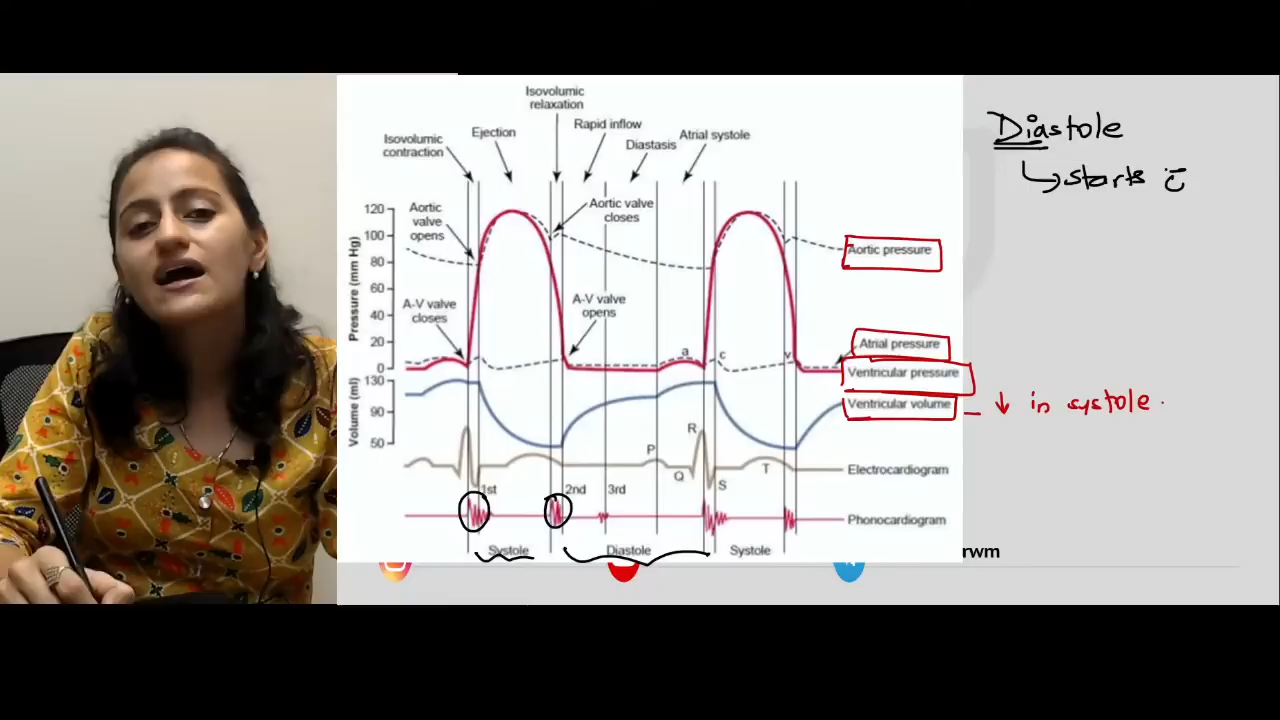 Isovolumic
relaxation
Rapid inflow
Ejection
Isovolumic
contraction
Diastasis
Atrial systole
Diastole
starts
120
100
80
60
40
20
0
Pressure (mm Hg)
Aortic
valve
opens
Aortic valve
closes
A-V valve
closes
A-V valve
opens
a
c
v
Aortic pressure
Atrial pressure
Ventricular pressure
Ventricular volume
↓ in systole
130
90
50
Volume (ml)
R
P
Q
S
T
Electrocardiogram
1st
2nd
3rd
Phonocardiogram
Systole
Diastole
Systole
rwm